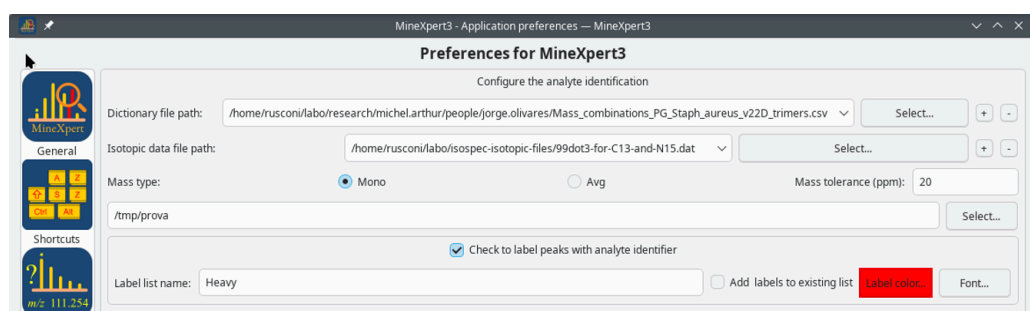 MineXpert3 - Application preferences — MineXpert3
Preferences for MineXpert3
Configure the analyte identification
MineXpert
General
Dictionary file path: /home/rusconi/labo/research/michel.arthur/people/jorge.olivares/Mass_combinations_PG_Staph_aureus_v22D_trimers.csv Select... + -
Isotopic data file path: /home/rusconi/labo/isospec-isotopic-files/99dot3-for-C13-and-N15.dat Select... + -
Mass type: Mono Avg Mass tolerance (ppm): 20
A Z
S Z
Ctrl Alt
Shortcuts
/tmp/prova Select...
Check to label peaks with analyte identifier
Label list name: Heavy Add labels to existing list Label color... Font...
?
m/z 111.254